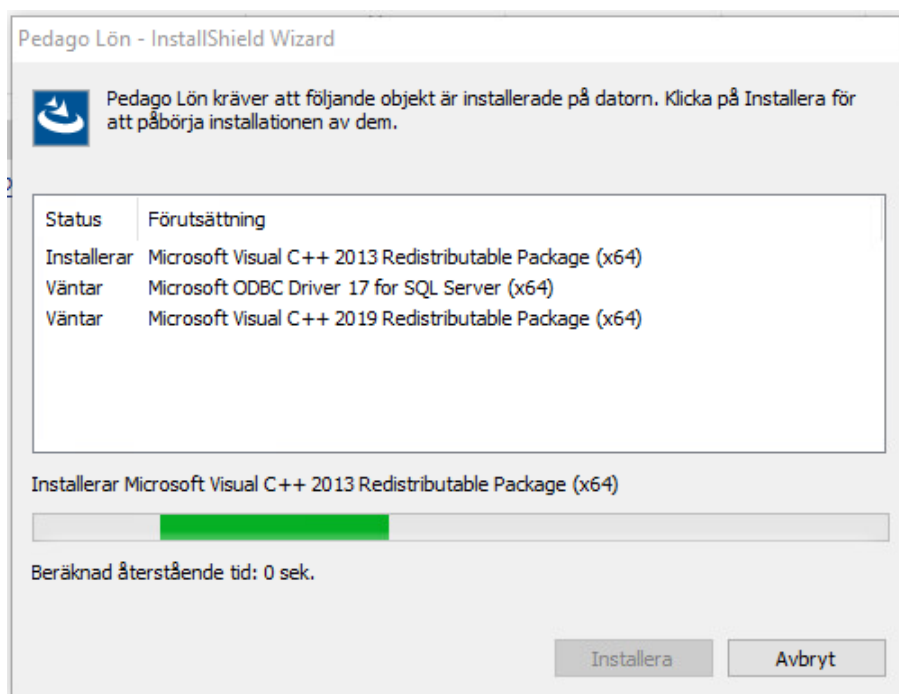 Pedago Lön - InstallShield Wizard
Pedago Lön kräver att följande objekt är installerade på datorn. Klicka på Installera för
att påbörja installationen av dem.
Status Förutsättning
Installerar Microsoft Visual C++ 2013 Redistributable Package (x64)
Väntar Microsoft ODBC Driver 17 for SQL Server (x64)
Väntar Microsoft Visual C++ 2019 Redistributable Package (x64)
Installerar Microsoft Visual C++ 2013 Redistributable Package (x64)
Beräknad återstående tid: 0 sek.
Installera Avbryt